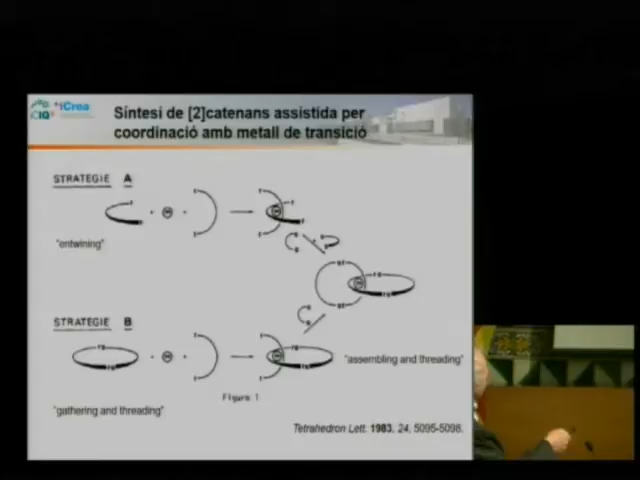 iCIQ
iCrea
Síntesi de [2]catenans assistida per
coordinació amb metall de transició
STRATEGIE A
"entwining"
STRATEGIE B
"assembling and threading"
Figure 1
"gathering and threading"
Tetrahedron Lett. 1983, 24, 5095-5098.